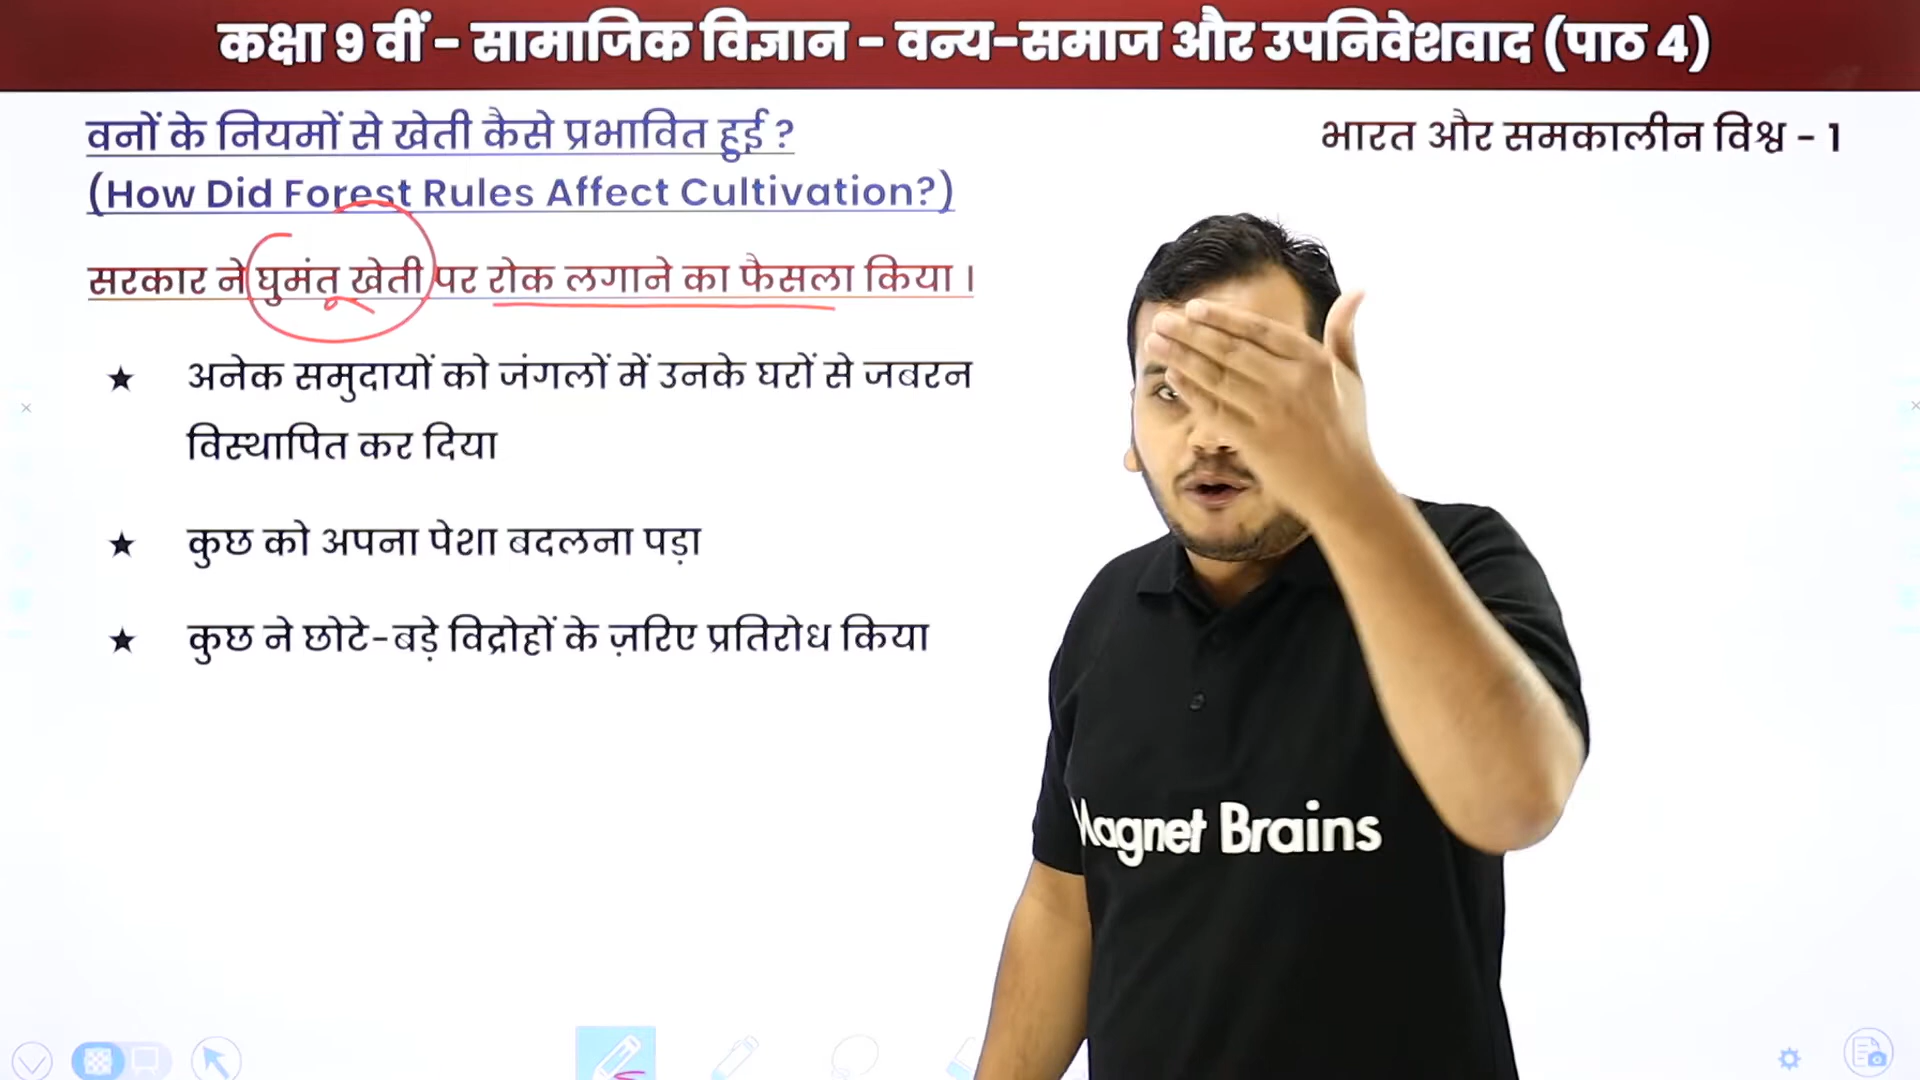 कक्षा 9 वीं - सामाजिक विज्ञान - वन्य-समाज और उपनिवेशवाद (पाठ 4)
वनों के नियमों से खेती कैसे प्रभावित हुई ?
भारत और समकालीन विश्व - 1
(How Did Forest Rules Affect Cultivation?)
सरकार ने घुमंतू खेती पर रोक लगाने का फैसला किया ।
★ अनेक समुदायों को जंगलों में उनके घरों से जबरन
विस्थापित कर दिया
★ कुछ को अपना पेशा बदलना पड़ा
★ कुछ ने छोटे-बड़े विद्रोहों के ज़रिए प्रतिरोध किया
Magnet Brains